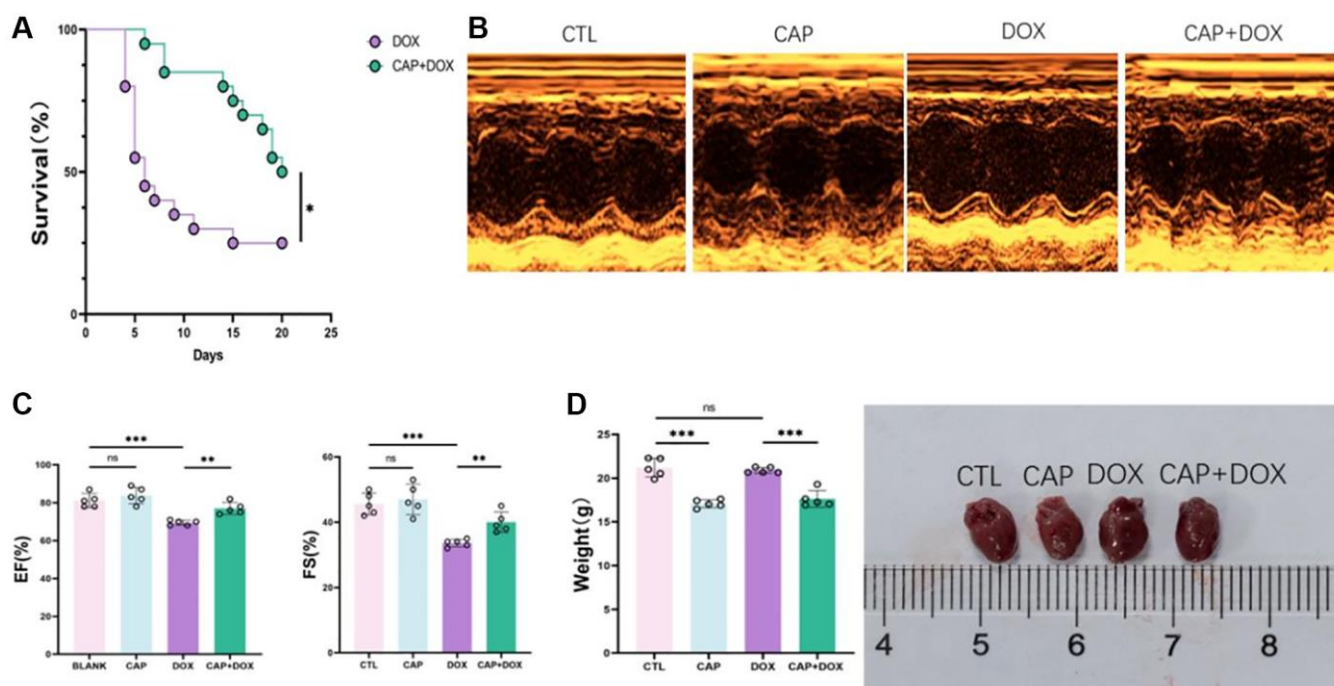 A
100
50
0
Survival(%)
0 5 10 15 20 25
Days
DOX
CAP+DOX
*
B
CTL CAP DOX CAP+DOX
C
100
80
60
40
20
0
EF(%)
***
ns
**
BLANK CAP DOX CAP+DOX
60
40
20
0
FS(%)
***
ns
**
CTL CAP DOX CAP+DOX
D
25
20
15
10
5
0
Weight(g)
ns
*** ***
CTL CAP DOX CAP+DOX
CTL CAP DOX CAP+DOX
4 5 6 7 8